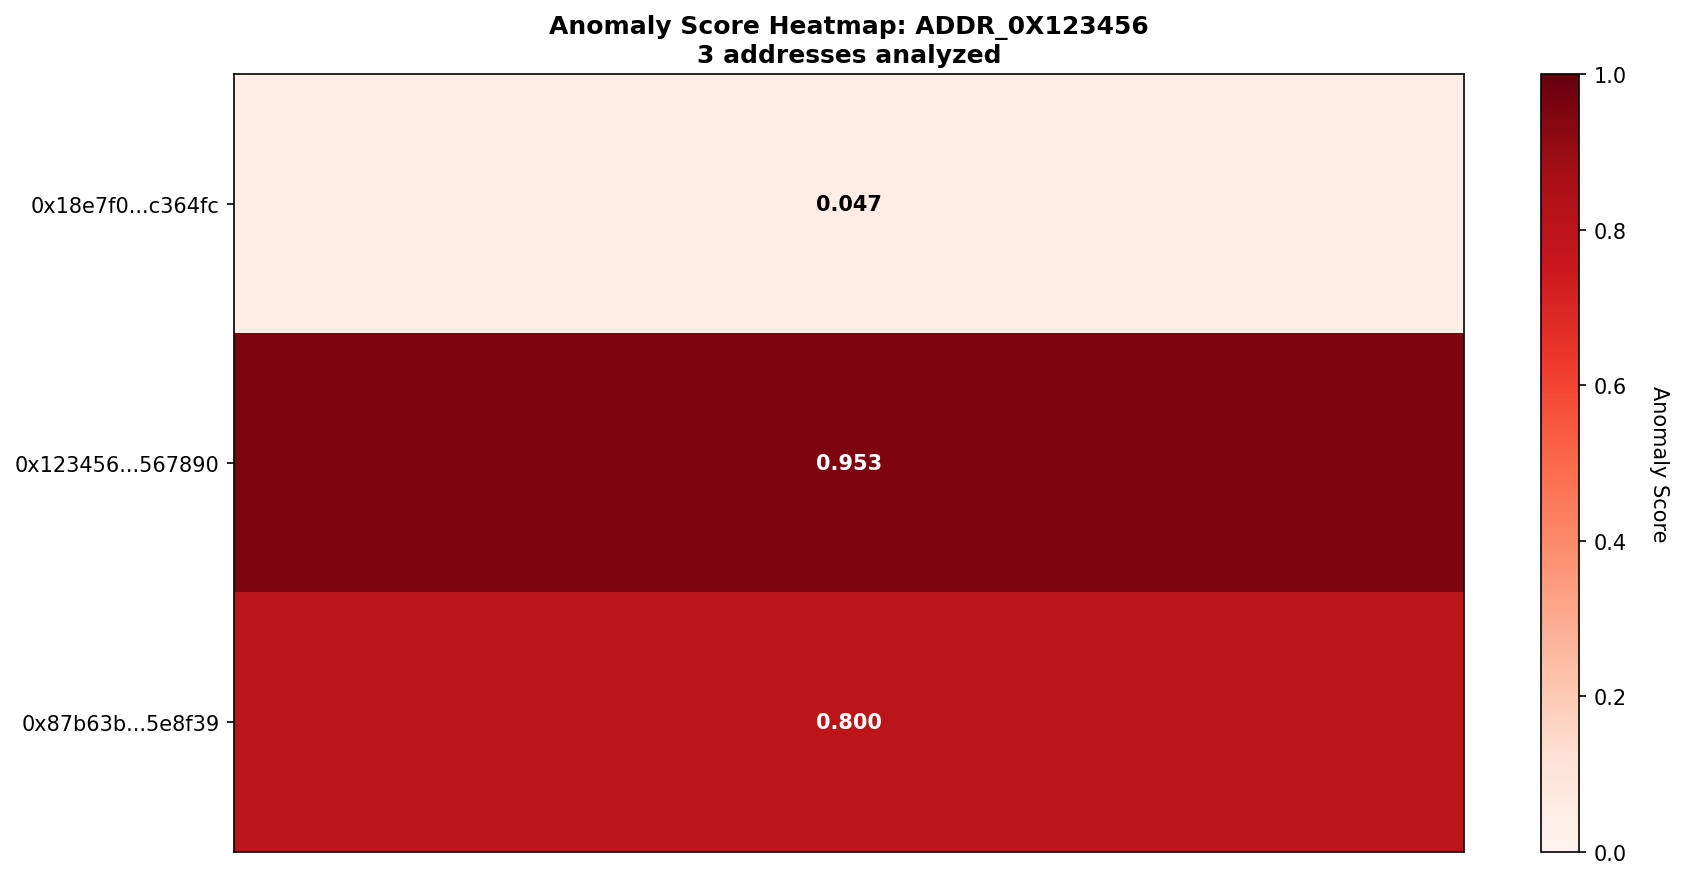 Anomaly Score Heatmap: ADDR_0X123456
3 addresses analyzed
0x18e7f0...c364fc
0.047
0x123456...567890
0.953
0x87b63b...5e8f39
0.800
1.0
0.8
0.6
0.4
0.2
0.0
Anomaly Score